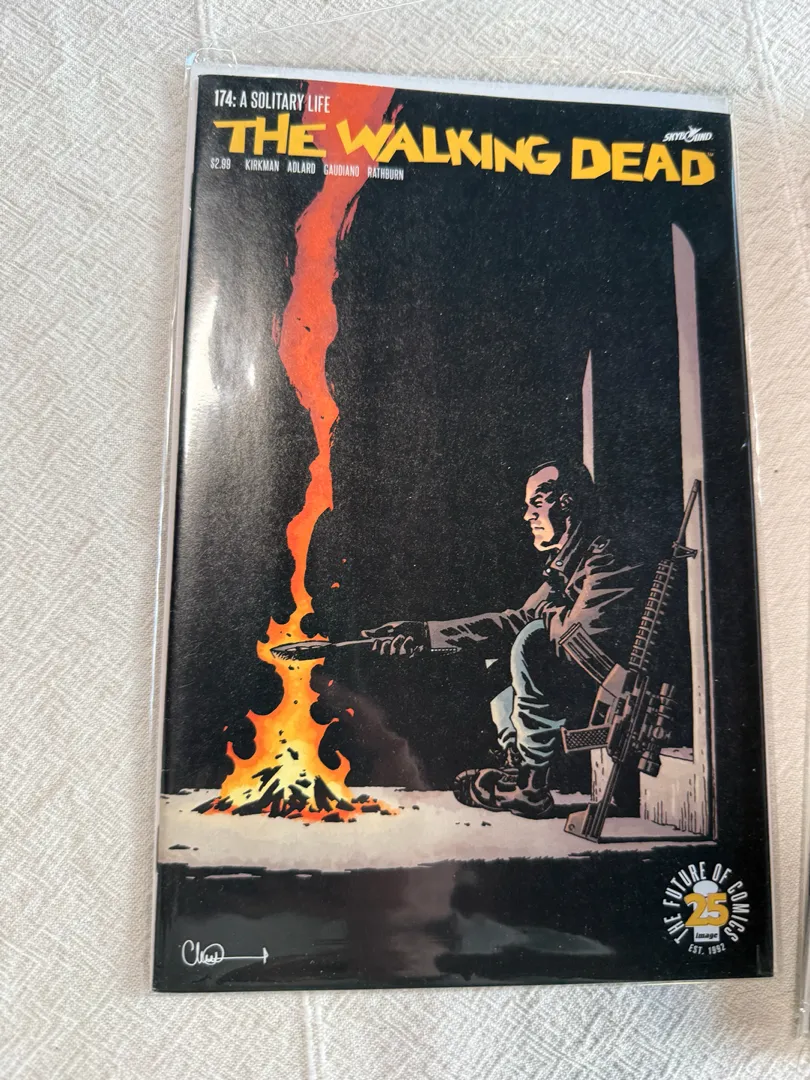 174: A SOLITARY LIFE
THE WALKING DEAD™
SKYBOUND
$2.99 KIRKMAN ADLARD GAUDIANO RATHBURN
THE FUTURE OF COMICS
25
image
EST. 1992